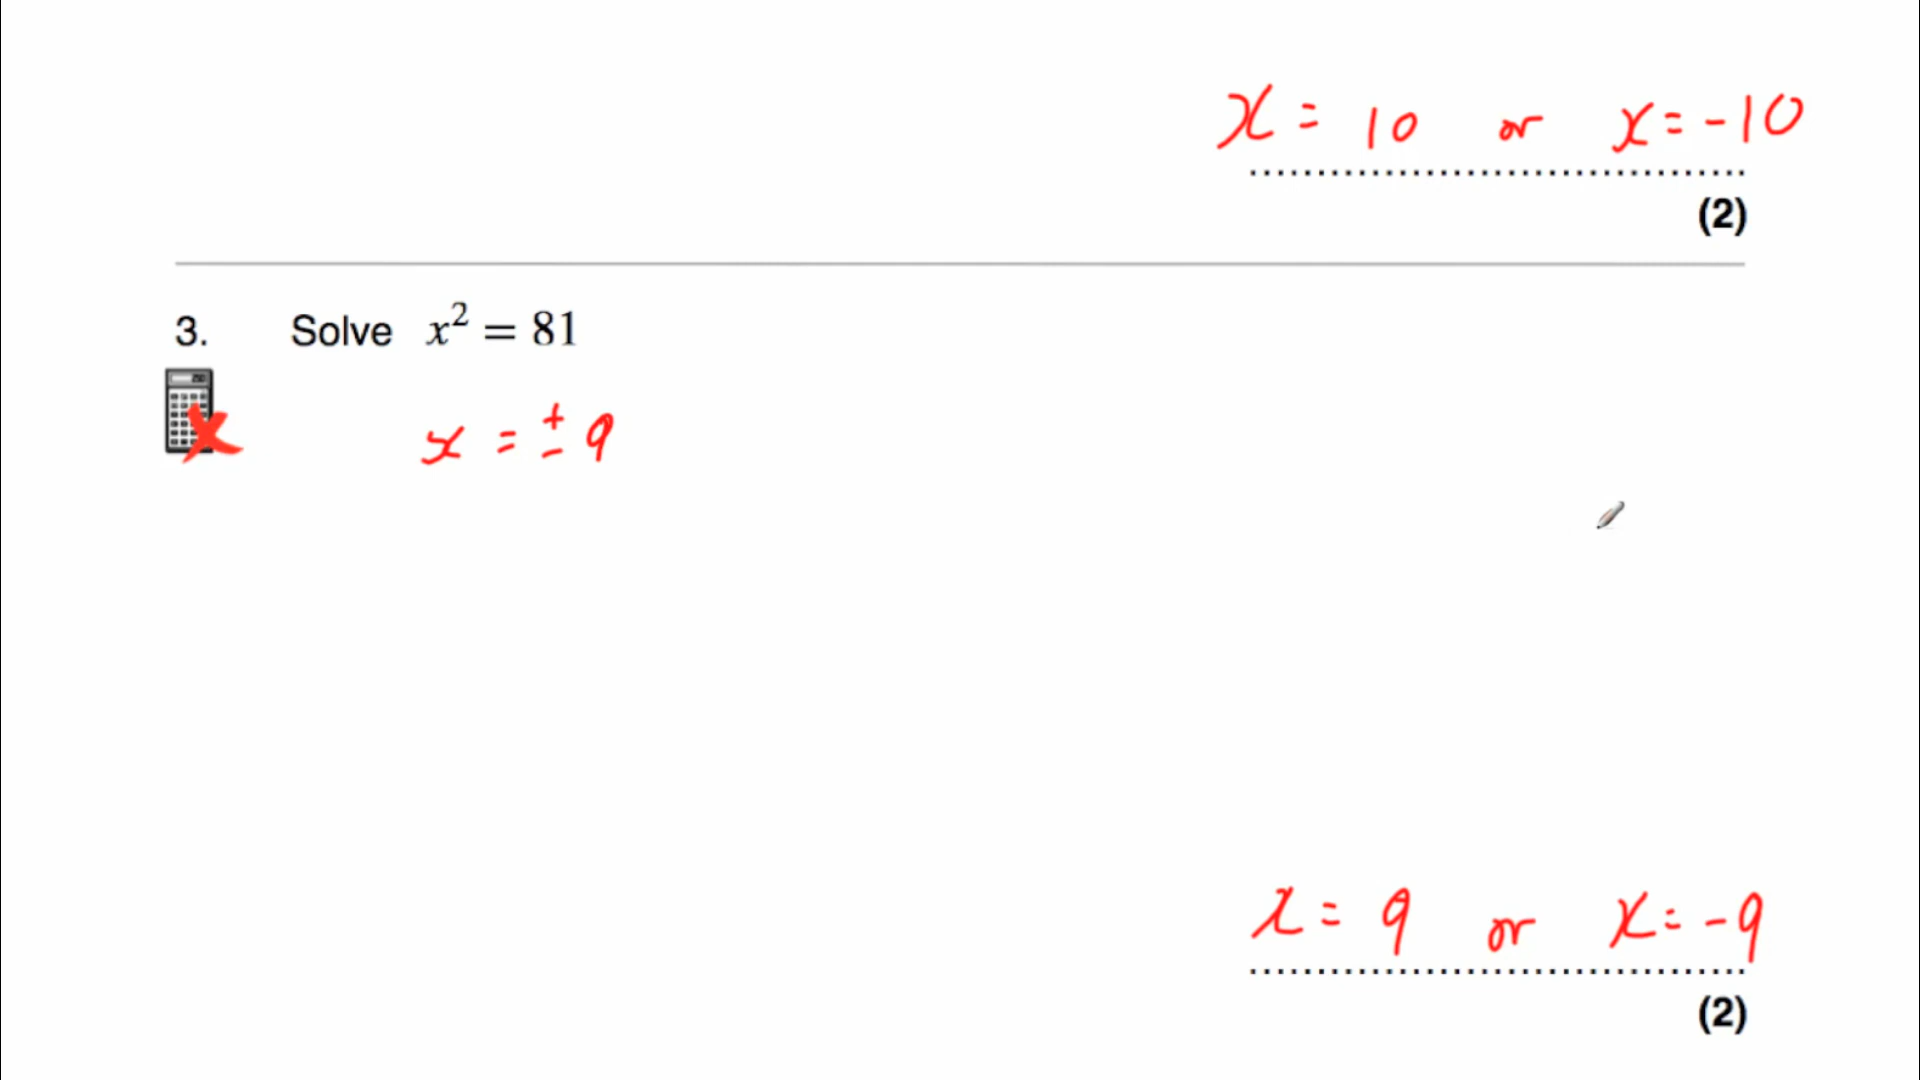 x = 10 or x = -10
(2)
3. Solve x² = 81
x = ± 9
x = 9 or x = -9
(2)